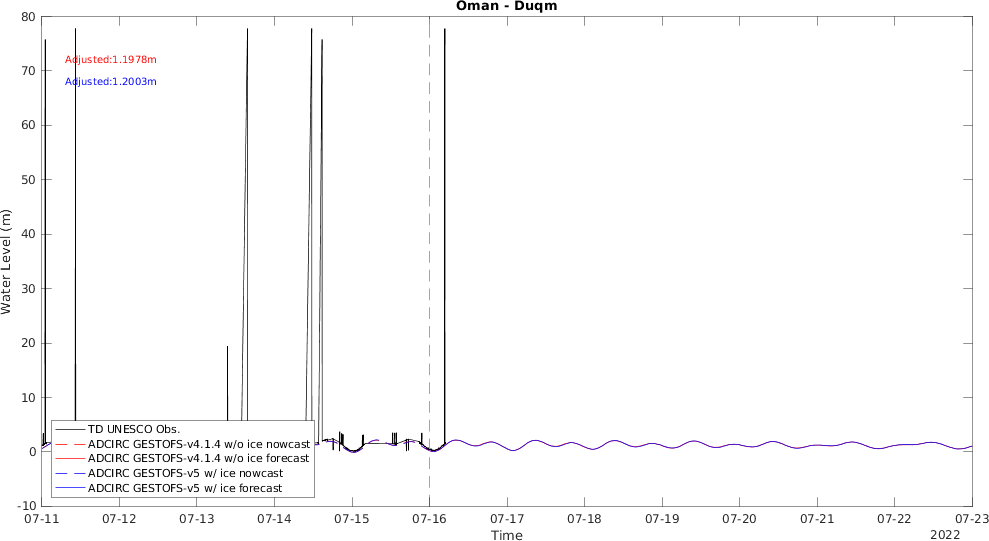 Oman - Duqm
80
70
60
50
40
30
20
10
0
-10
Water Level (m)
Adjusted:1.1978m
Adjusted:1.2003m
TD UNESCO Obs.
ADCIRC GESTOFS-v4.1.4 w/o ice nowcast
ADCIRC GESTOFS-v4.1.4 w/o ice forecast
ADCIRC GESTOFS-v5 w/ ice nowcast
ADCIRC GESTOFS-v5 w/ ice forecast
07-11 07-12 07-13 07-14 07-15 07-16 07-17 07-18 07-19 07-20 07-21 07-22 07-23
Time
2022